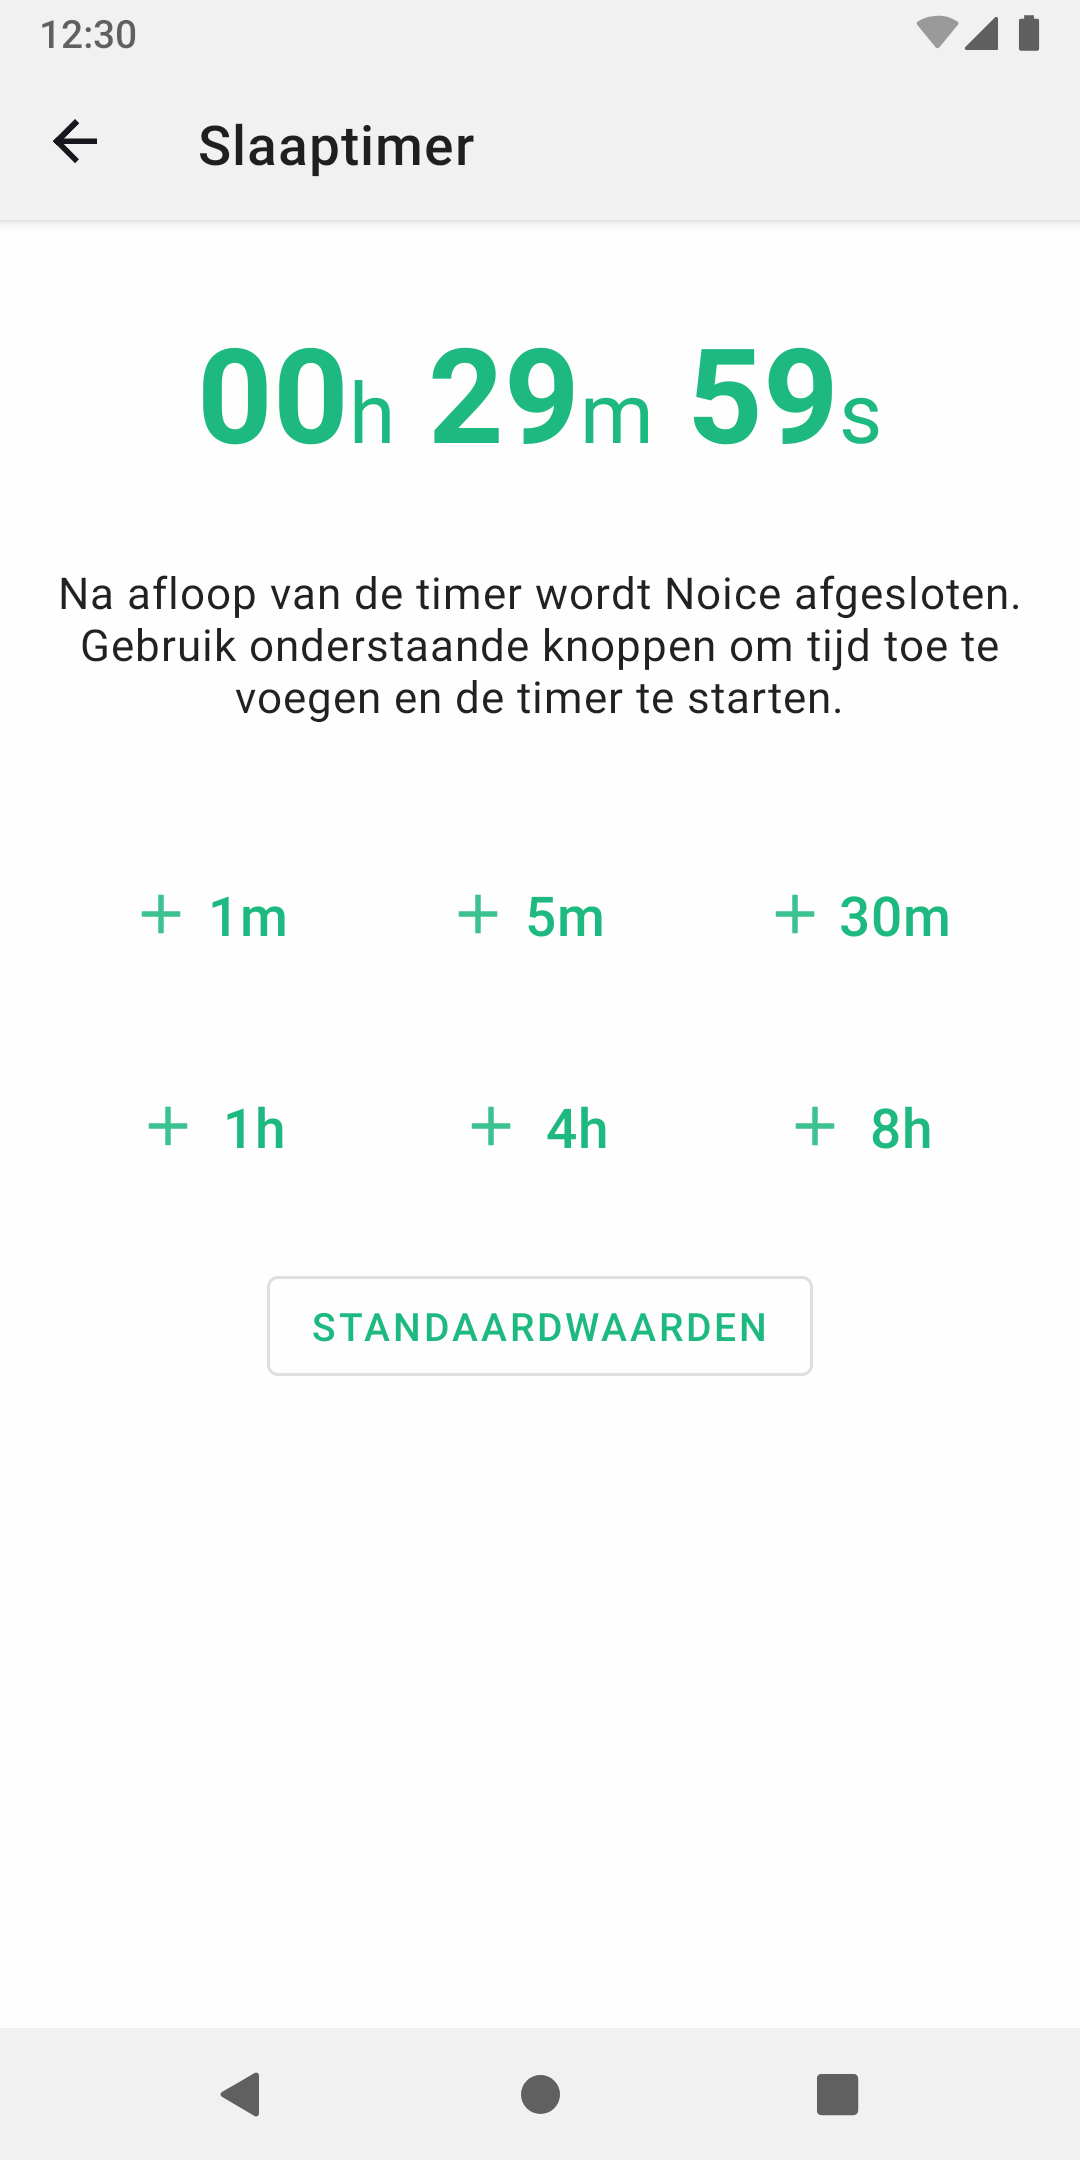 12:30
Slaaptimer
00h 29m 59s
Na afloop van de timer wordt Noice afgesloten.
Gebruik onderstaande knoppen om tijd toe te
voegen en de timer te starten.
+ 1m + 5m + 30m
+ 1h + 4h + 8h
STANDAARDWAARDEN